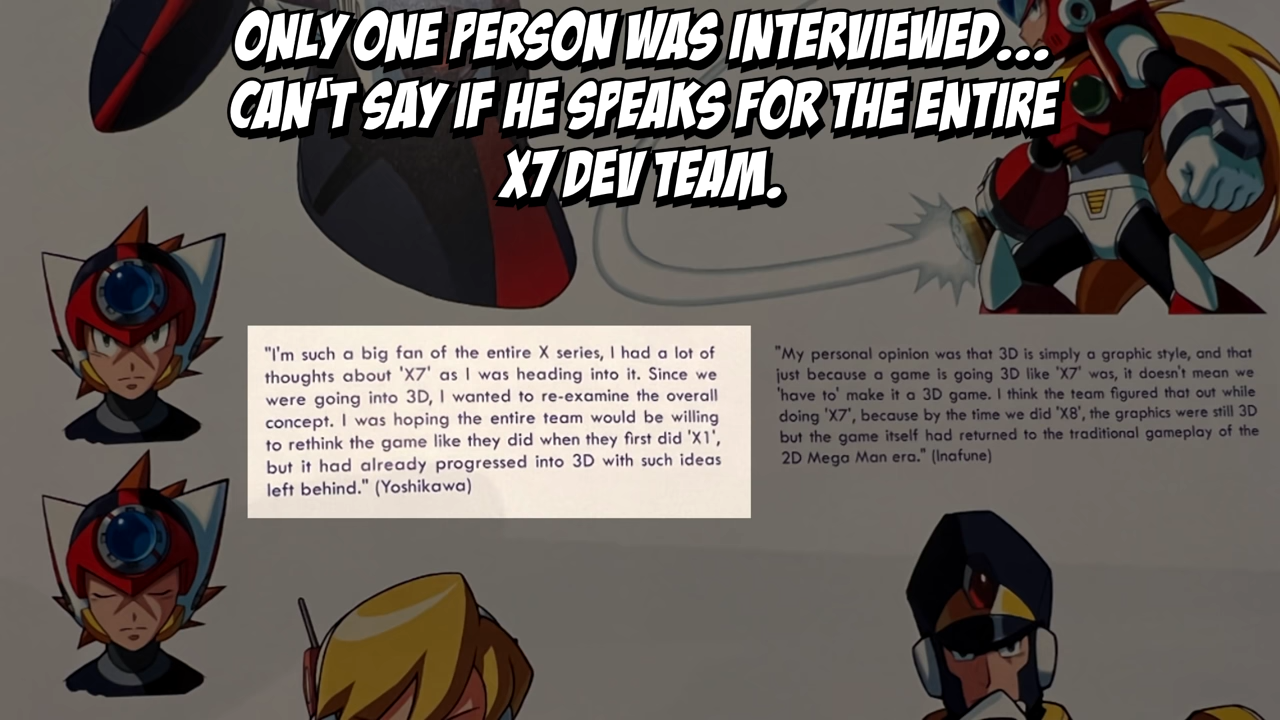 ONLY ONE PERSON WAS INTERVIEWED...
CAN'T SAY IF HE SPEAKS FOR THE ENTIRE
X7 DEV TEAM.
"I'm such a big fan of the entire X series, I had a lot of
thoughts about 'X7' as I was heading into it. Since we
were going into 3D, I wanted to re-examine the overall
concept. I was hoping the entire team would be willing
to rethink the game like they did when they first did 'X1',
but it had already progressed into 3D with such ideas
left behind." (Yoshikawa)
"My personal opinion was that 3D is simply a graphic style, and that
just because a game is going 3D like 'X7' was, it doesn't mean we
'have to' make it a 3D game. I think the team figured that out while
doing 'X7', because by the time we did 'X8', the graphics were still 3D
but the game itself had returned to the traditional gameplay of the
2D Mega Man era." (Inafune)